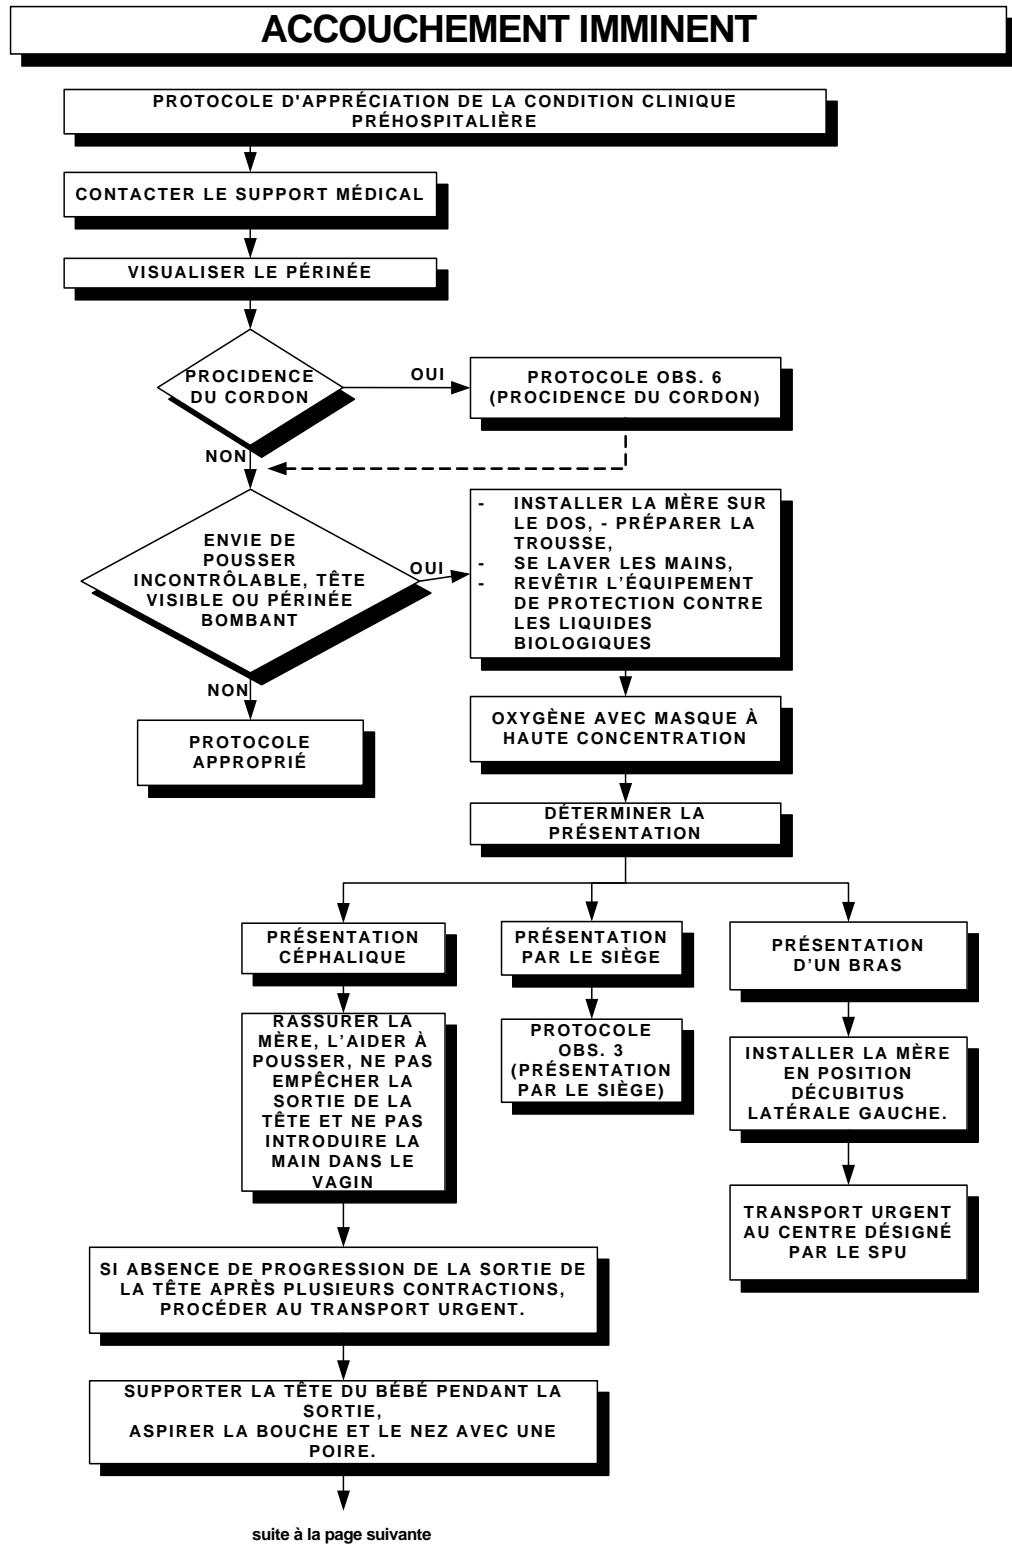 ACCOUCHEMENT IMMINENT
PROTOCOLE D'APPRÉCIATION DE LA CONDITION CLINIQUE
PRÉHOSPITALIÈRE
CONTACTER LE SUPPORT MÉDICAL
VISUALISER LE PÉRINÉE
PROCIDENCE
DU CORDON
OUI
PROTOCOLE OBS. 6
(PROCIDENCE DU CORDON)
NON
ENVIE DE
POUSSER
INCONTRÔLABLE, TÊTE
VISIBLE OU PÉRINÉE
BOMBANT
OUI
- INSTALLER LA MÈRE SUR
LE DOS, - PRÉPARER LA
TROUSSE,
- SE LAVER LES MAINS,
- REVÊTIR L’ÉQUIPEMENT
DE PROTECTION CONTRE
LES LIQUIDES
BIOLOGIQUES
NON
PROTOCOLE
APPROPRIÉ
OXYGÈNE AVEC MASQUE À
HAUTE CONCENTRATION
DÉTERMINER LA
PRÉSENTATION
PRÉSENTATION
CÉPHALIQUE
RASSURER LA
MÈRE, L’AIDER À
POUSSER, NE PAS
EMPÊCHER LA
SORTIE DE LA
TÊTE ET NE PAS
INTRODUIRE LA
MAIN DANS LE
VAGIN
PRÉSENTATION
PAR LE SIÈGE
PROTOCOLE
OBS. 3
(PRÉSENTATION
PAR LE SIÈGE)
PRÉSENTATION
D’UN BRAS
INSTALLER LA MÈRE
EN POSITION
DÉCUBITUS
LATÉRALE GAUCHE.
TRANSPORT URGENT
AU CENTRE DÉSIGNÉ
PAR LE SPU
SI ABSENCE DE PROGRESSION DE LA SORTIE DE
LA TÊTE APRÈS PLUSIEURS CONTRACTIONS,
PROCÉDER AU TRANSPORT URGENT.
SUPPORTER LA TÊTE DU BÉBÉ PENDANT LA
SORTIE,
ASPIRER LA BOUCHE ET LE NEZ AVEC UNE
POIRE.
suite à la page suivante